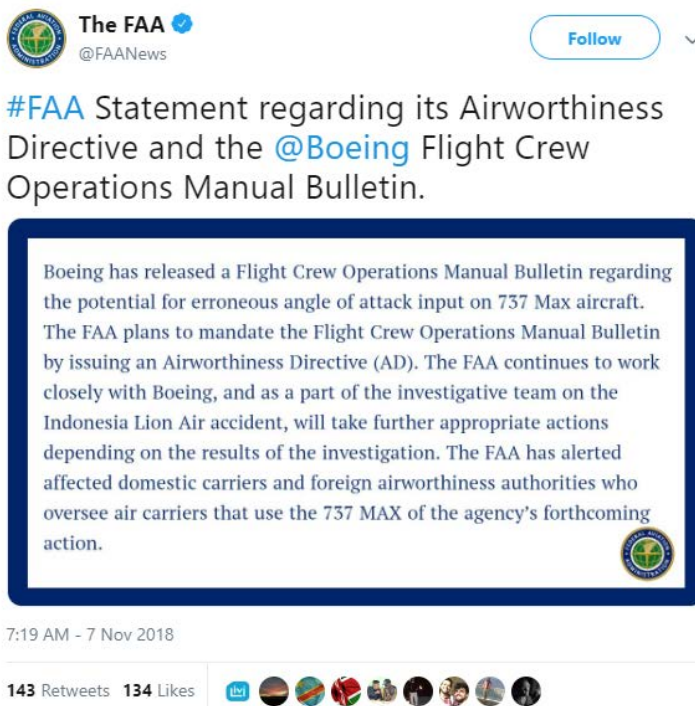 The FAA
@FAANews
Follow
#FAA Statement regarding its Airworthiness
Directive and the @Boeing Flight Crew
Operations Manual Bulletin.
Boeing has released a Flight Crew Operations Manual Bulletin regarding
the potential for erroneous angle of attack input on 737 Max aircraft.
The FAA plans to mandate the Flight Crew Operations Manual Bulletin
by issuing an Airworthiness Directive (AD). The FAA continues to work
closely with Boeing, and as a part of the investigative team on the
Indonesia Lion Air accident, will take further appropriate actions
depending on the results of the investigation. The FAA has alerted
affected domestic carriers and foreign airworthiness authorities who
oversee air carriers that use the 737 MAX of the agency’s forthcoming
action.
7:19 AM - 7 Nov 2018
143 Retweets 134 Likes